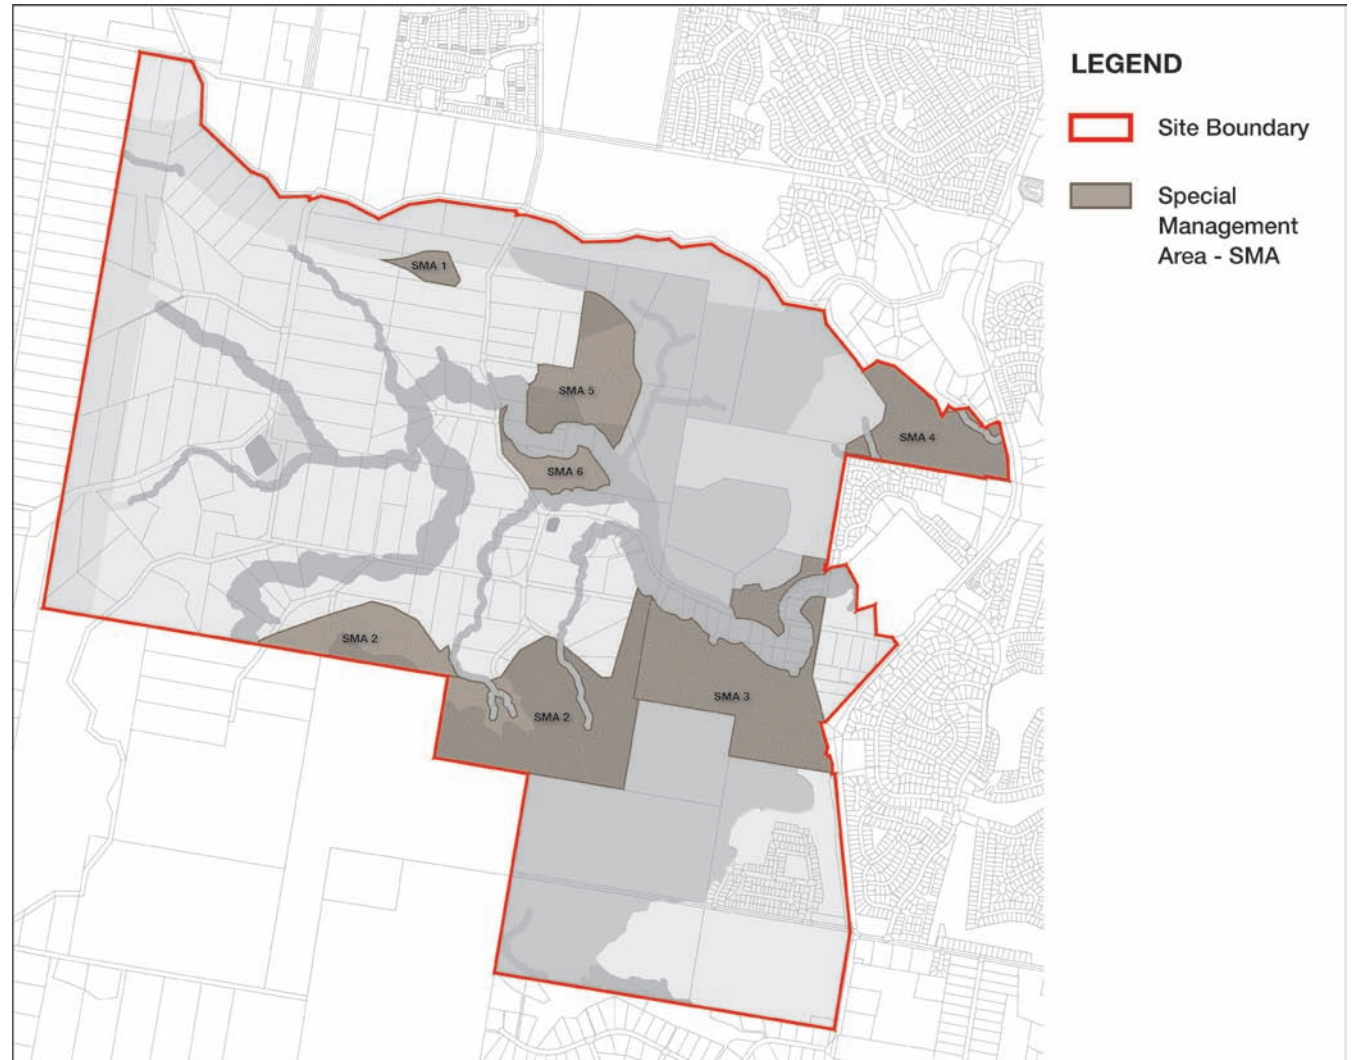 LEGEND
Site Boundary
Special
Management
Area - SMA
SMA 1
SMA 5
SMA 4
SMA 6
SMA 2
SMA 3
SMA 2